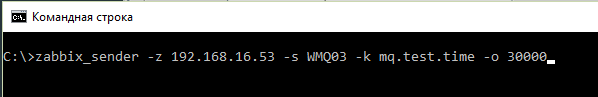 Командная строка
C:\>zabbix_sender -z 192.168.16.53 -s WMQ03 -k mq.test.time -o 30000